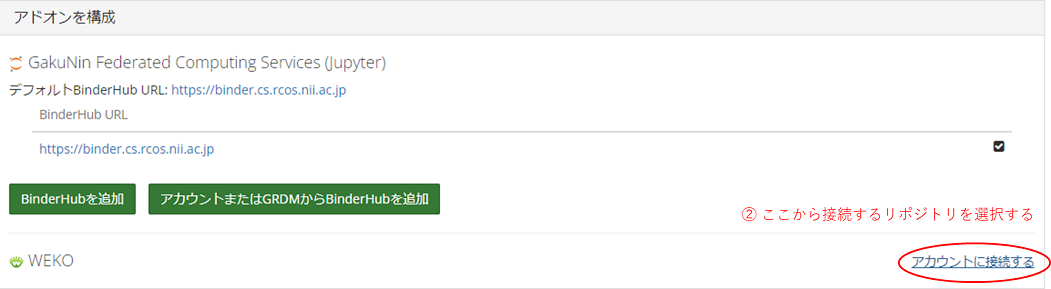 アドオンを構成
GakuNin Federated Computing Services (Jupyter)
デフォルトBinderHub URL: https://binder.cs.rcos.nii.ac.jp
BinderHub URL
https://binder.cs.rcos.nii.ac.jp
BinderHubを追加 アカウントまたはGRDMからBinderHubを追加
② ここから接続するリポジトリを選択する
WEKO アカウントに接続する